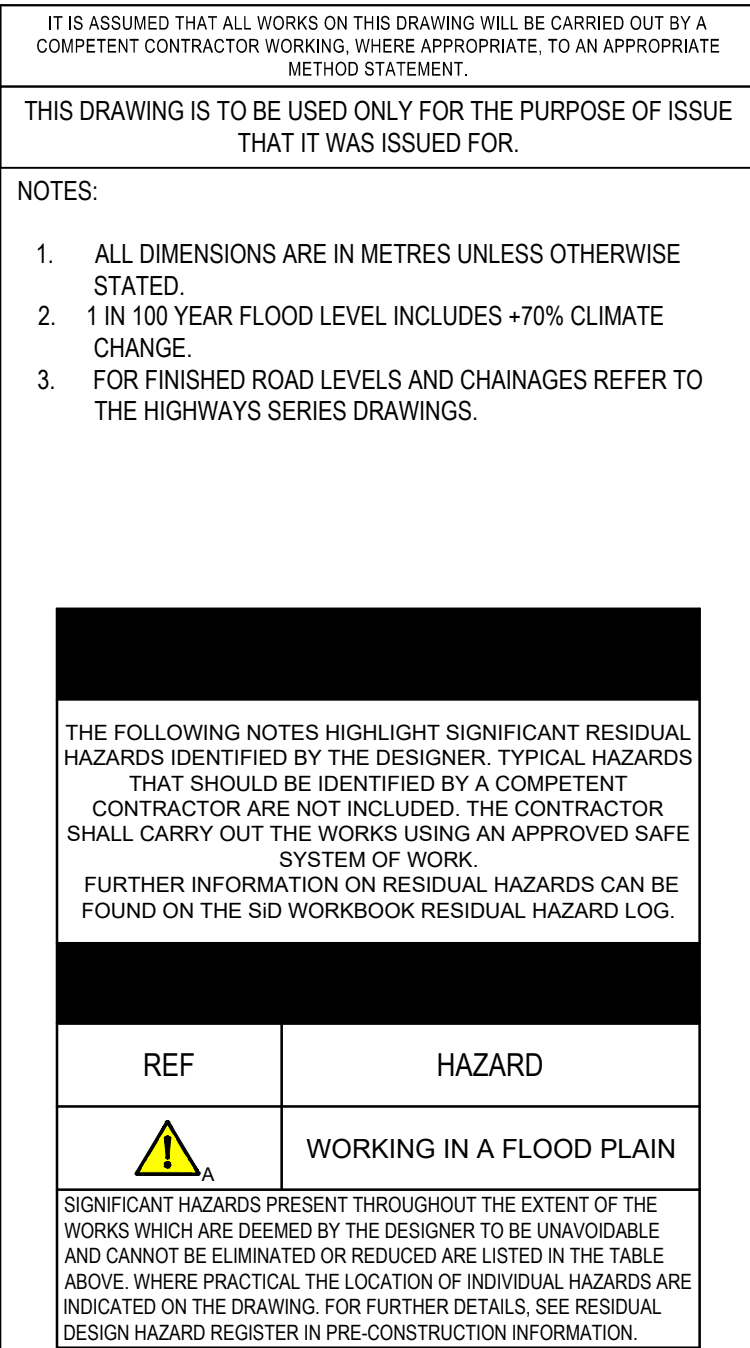 IT IS ASSUMED THAT ALL WORKS ON THIS DRAWING WILL BE CARRIED OUT BY A
COMPETENT CONTRACTOR WORKING, WHERE APPROPRIATE, TO AN APPROPRIATE
METHOD STATEMENT.
THIS DRAWING IS TO BE USED ONLY FOR THE PURPOSE OF ISSUE
THAT IT WAS ISSUED FOR.
NOTES:
1. ALL DIMENSIONS ARE IN METRES UNLESS OTHERWISE
STATED.
2. 1 IN 100 YEAR FLOOD LEVEL INCLUDES +70% CLIMATE
CHANGE.
3. FOR FINISHED ROAD LEVELS AND CHAINAGES REFER TO
THE HIGHWAYS SERIES DRAWINGS.
THE FOLLOWING NOTES HIGHLIGHT SIGNIFICANT RESIDUAL
HAZARDS IDENTIFIED BY THE DESIGNER. TYPICAL HAZARDS
THAT SHOULD BE IDENTIFIED BY A COMPETENT
CONTRACTOR ARE NOT INCLUDED. THE CONTRACTOR
SHALL CARRY OUT THE WORKS USING AN APPROVED SAFE
SYSTEM OF WORK.
FURTHER INFORMATION ON RESIDUAL HAZARDS CAN BE
FOUND ON THE SiD WORKBOOK RESIDUAL HAZARD LOG.
REF HAZARD
! A WORKING IN A FLOOD PLAIN
SIGNIFICANT HAZARDS PRESENT THROUGHOUT THE EXTENT OF THE
WORKS WHICH ARE DEEMED BY THE DESIGNER TO BE UNAVOIDABLE
AND CANNOT BE ELIMINATED OR REDUCED ARE LISTED IN THE TABLE
ABOVE. WHERE PRACTICAL THE LOCATION OF INDIVIDUAL HAZARDS ARE
INDICATED ON THE DRAWING. FOR FURTHER DETAILS, SEE RESIDUAL
DESIGN HAZARD REGISTER IN PRE-CONSTRUCTION INFORMATION.